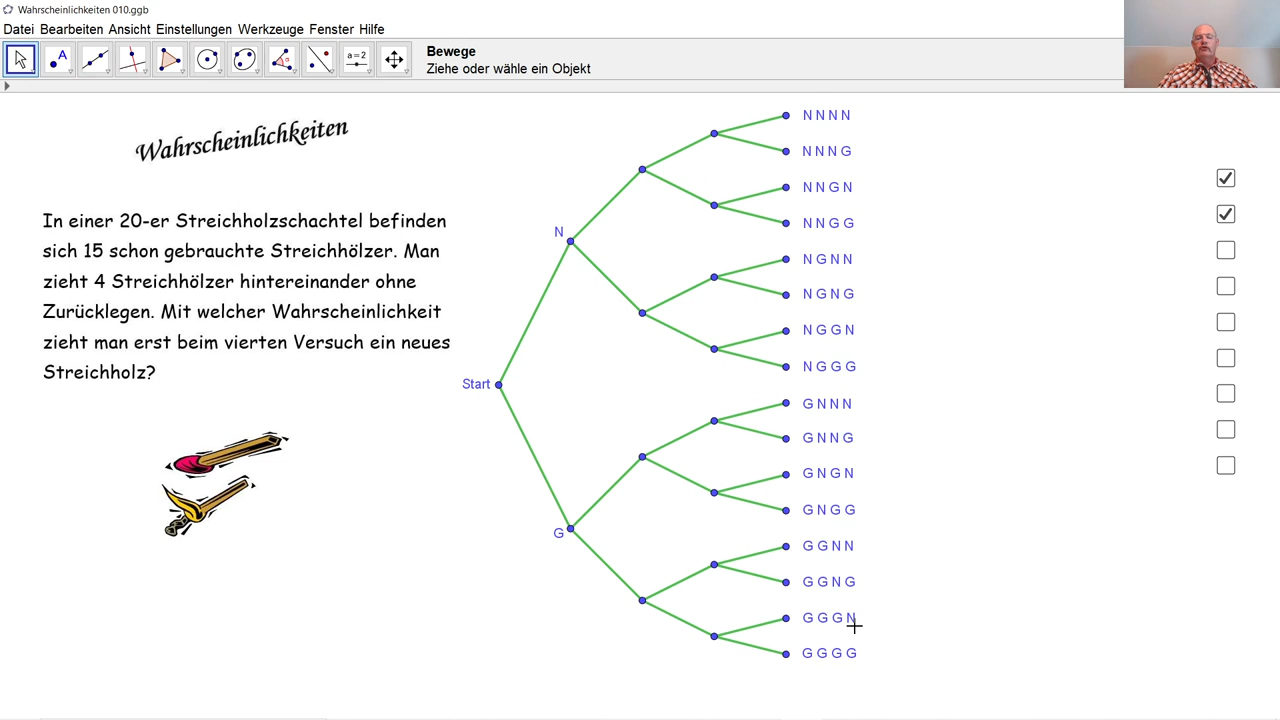 Wahrscheinlichkeiten 010.ggb
Datei Bearbeiten Ansicht Einstellungen Werkzeuge Fenster Hilfe
A
a=2
Bewege
Ziehe oder wähle ein Objekt
Wahrscheinlichkeiten
In einer 20-er Streichholzschachtel befinden
sich 15 schon gebrauchte Streichhölzer. Man
zieht 4 Streichhölzer hintereinander ohne
Zurücklegen. Mit welcher Wahrscheinlichkeit
zieht man erst beim vierten Versuch ein neues
Streichholz?
Start
N
G
N N N N
N N N G
N N G N
N N G G
N G N N
N G N G
N G G N
N G G G
G N N N
G N N G
G N G N
G N G G
G G N N
G G N G
G G G N
G G G G